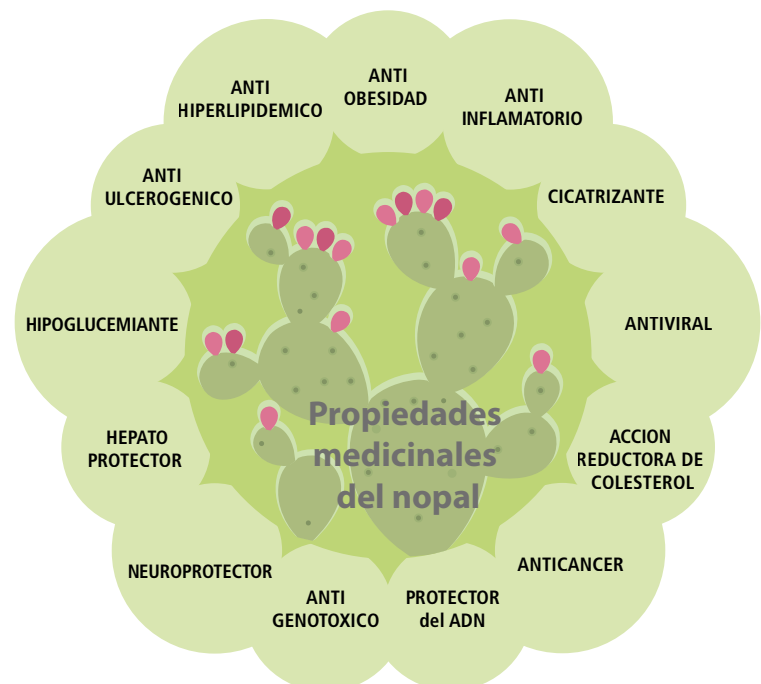 ANTI
OBESIDAD
ANTI
INFLAMATORIO
CICATRIZANTE
ANTIVIRAL
ACCION
REDUCTORA DE
COLESTEROL
ANTICANCER
PROTECTOR
del ADN
ANTI
GENOTOXICO
NEUROPROTECTOR
HEPATO
PROTECTOR
HIPOGLUCEMIANTE
ANTI
ULCEROGENICO
ANTI
HIPERLIPIDEMICO
Propiedades
medicinales
del nopal